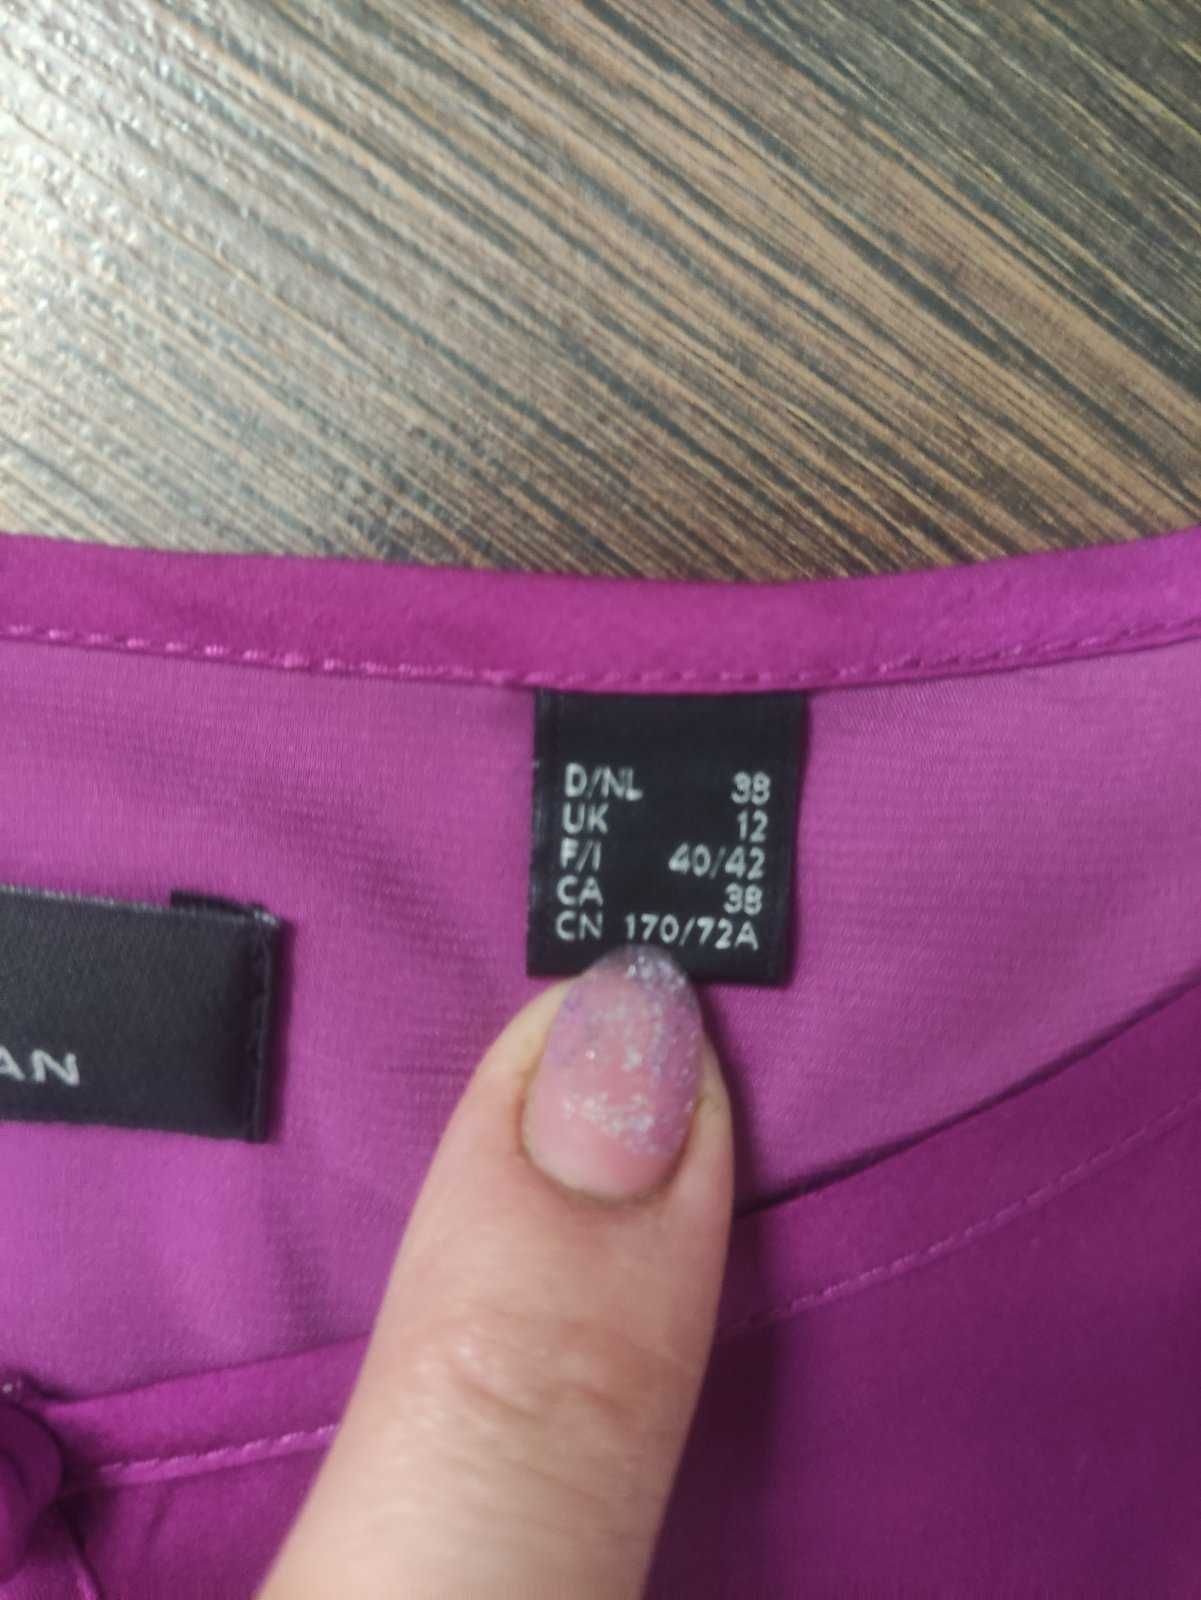 D/NL 38
UK 12
F/I 40/42
CA 38
CN 170/72A
AN